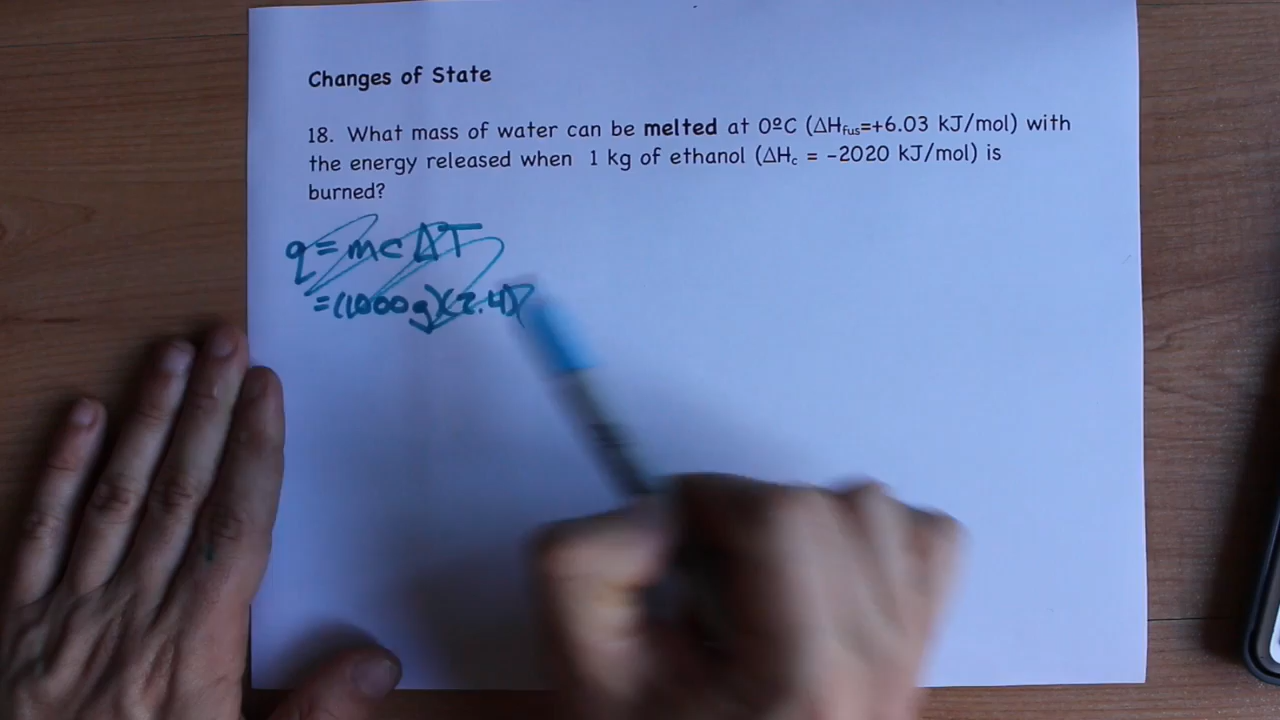 Changes of State
18. What mass of water can be melted at 0ºC (ΔHfus=+6.03 kJ/mol) with
the energy released when 1 kg of ethanol (ΔHc = -2020 kJ/mol) is
burned?
q = mcΔT
= (1000g)(2.4)(